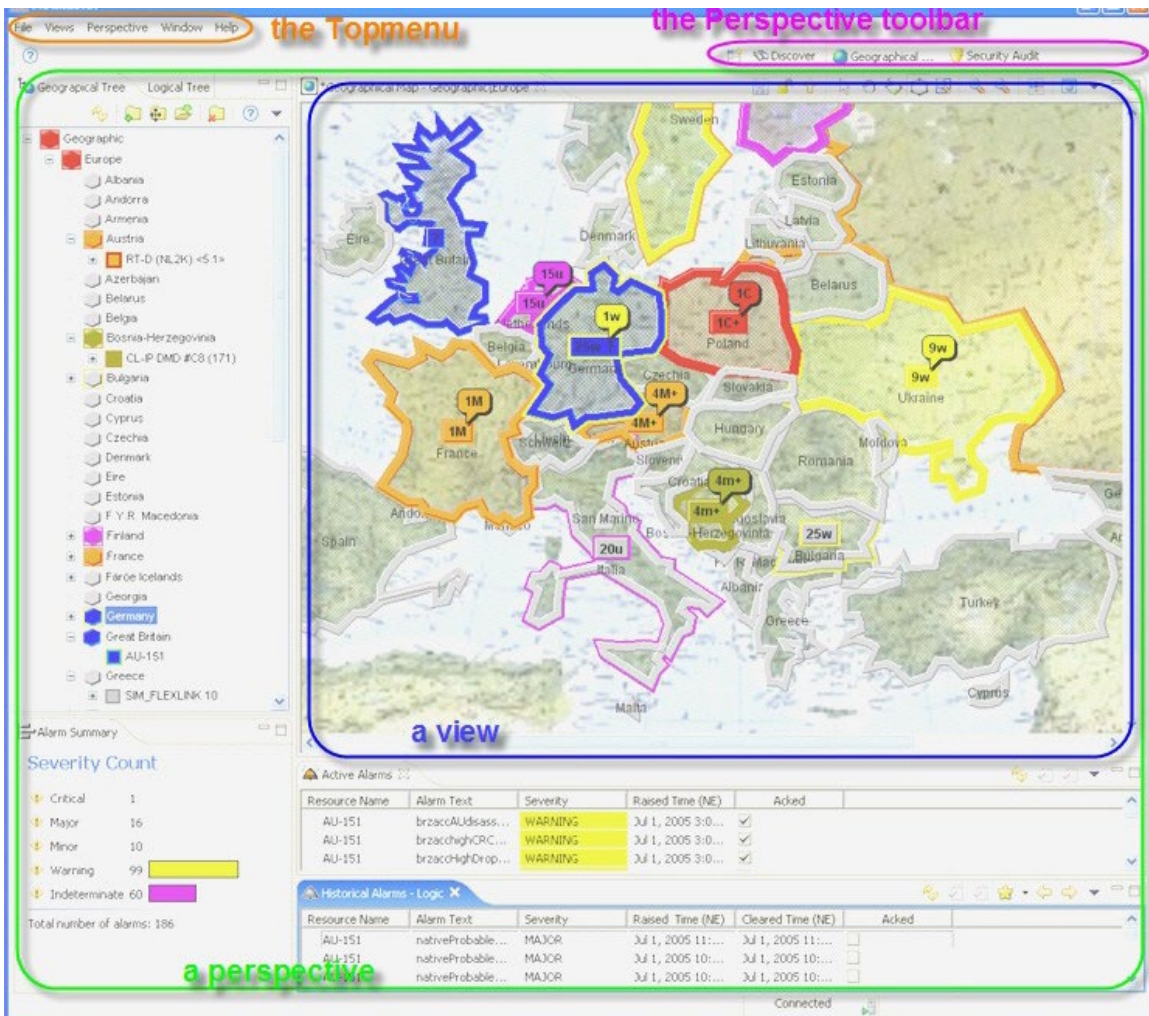 the Topmenu
the Perspective toolbar
File Views Perspective Window Help
Discover Geographical ... Security Audit
Geograpical Tree Logical Tree
*Geographical Map - Geographic(Europe
Geographic
Europe
Albania
Andorra
Armenia
Austria
RT-D (NL2K) <5.1>
Azerbajan
Belarus
Belgia
Bosnia-Herzegovinia
CL-IP DMD #C8 (171)
Bulgaria
Croatia
Cyprus
Czechia
Denmark
Eire
Estonia
F.Y.R. Macedonia
Finland
France
Faroe Icelands
Georgia
Germany
Great Britain
AU-151
Greece
SIM_FLEXLINK 10
Sweden
Estonia
Latvia
Denmark
Lithuania
Eire
Belarus
15u
15u
1w
1C
1C+
Poland
9w
9w
Ukraine
Belgia
25w
Germany
Czechia
Slovakia
4M+
4M+
1M
1M
France
Austria
Hungary
Moldova
Romania
Croatia
4m+
4m+
Herzegovinia
San Marino
25w
Bulgaria
20u
Italia
Spain
Turkey
Greece
Cyprus
Malta
a view
Alarm Summary
Severity Count
Critical 1
Major 16
Minor 10
Warning 99
Indeterminate 60
Total number of alarms: 186
Active Alarms
Resource Name Alarm Text Severity Raised Time (NE) Acked
AU-151 brzaccAUdisass... WARNING Jul 1, 2005 3:0...
AU-151 brzacchighCRC... WARNING Jul 1, 2005 3:0...
AU-151 brzaccHighDrop... WARNING Jul 1, 2005 3:0...
Historical Alarms - Logic
Resource Name Alarm Text Severity Raised Time (NE) Cleared Time (NE) Acked
AU-151 nativeProbable... MAJOR Jul 1, 2005 11:... Jul 1, 2005 11:...
AU-151 nativeProbable... MAJOR Jul 1, 2005 10:... Jul 1, 2005 10:...
AU-151 nativeProbable... MAJOR Jul 1, 2005 10:... Jul 1, 2005 10:...
a perspective
Connected